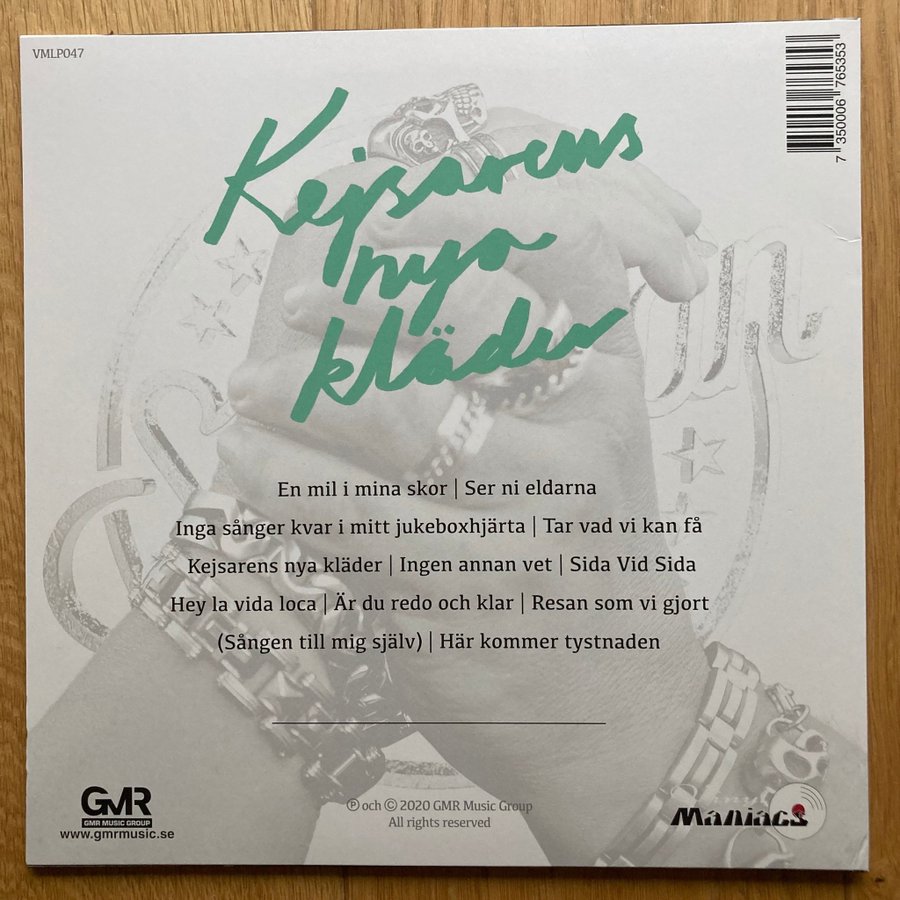 VMLP047
7 350006 765353
Kejsarens
nya
kläder
En mil i mina skor | Ser ni eldarna
Inga sånger kvar i mitt jukeboxhjärta | Tar vad vi kan få
Kejsarens nya kläder | Ingen annan vet | Sida Vid Sida
Hey la vida loca | Är du redo och klar | Resan som vi gjort
(Sången till mig själv) | Här kommer tystnaden
GMR
GMR MUSIC GROUP
www.gmrmusic.se
℗ och © 2020 GMR Music Group
All rights reserved
Maniacs